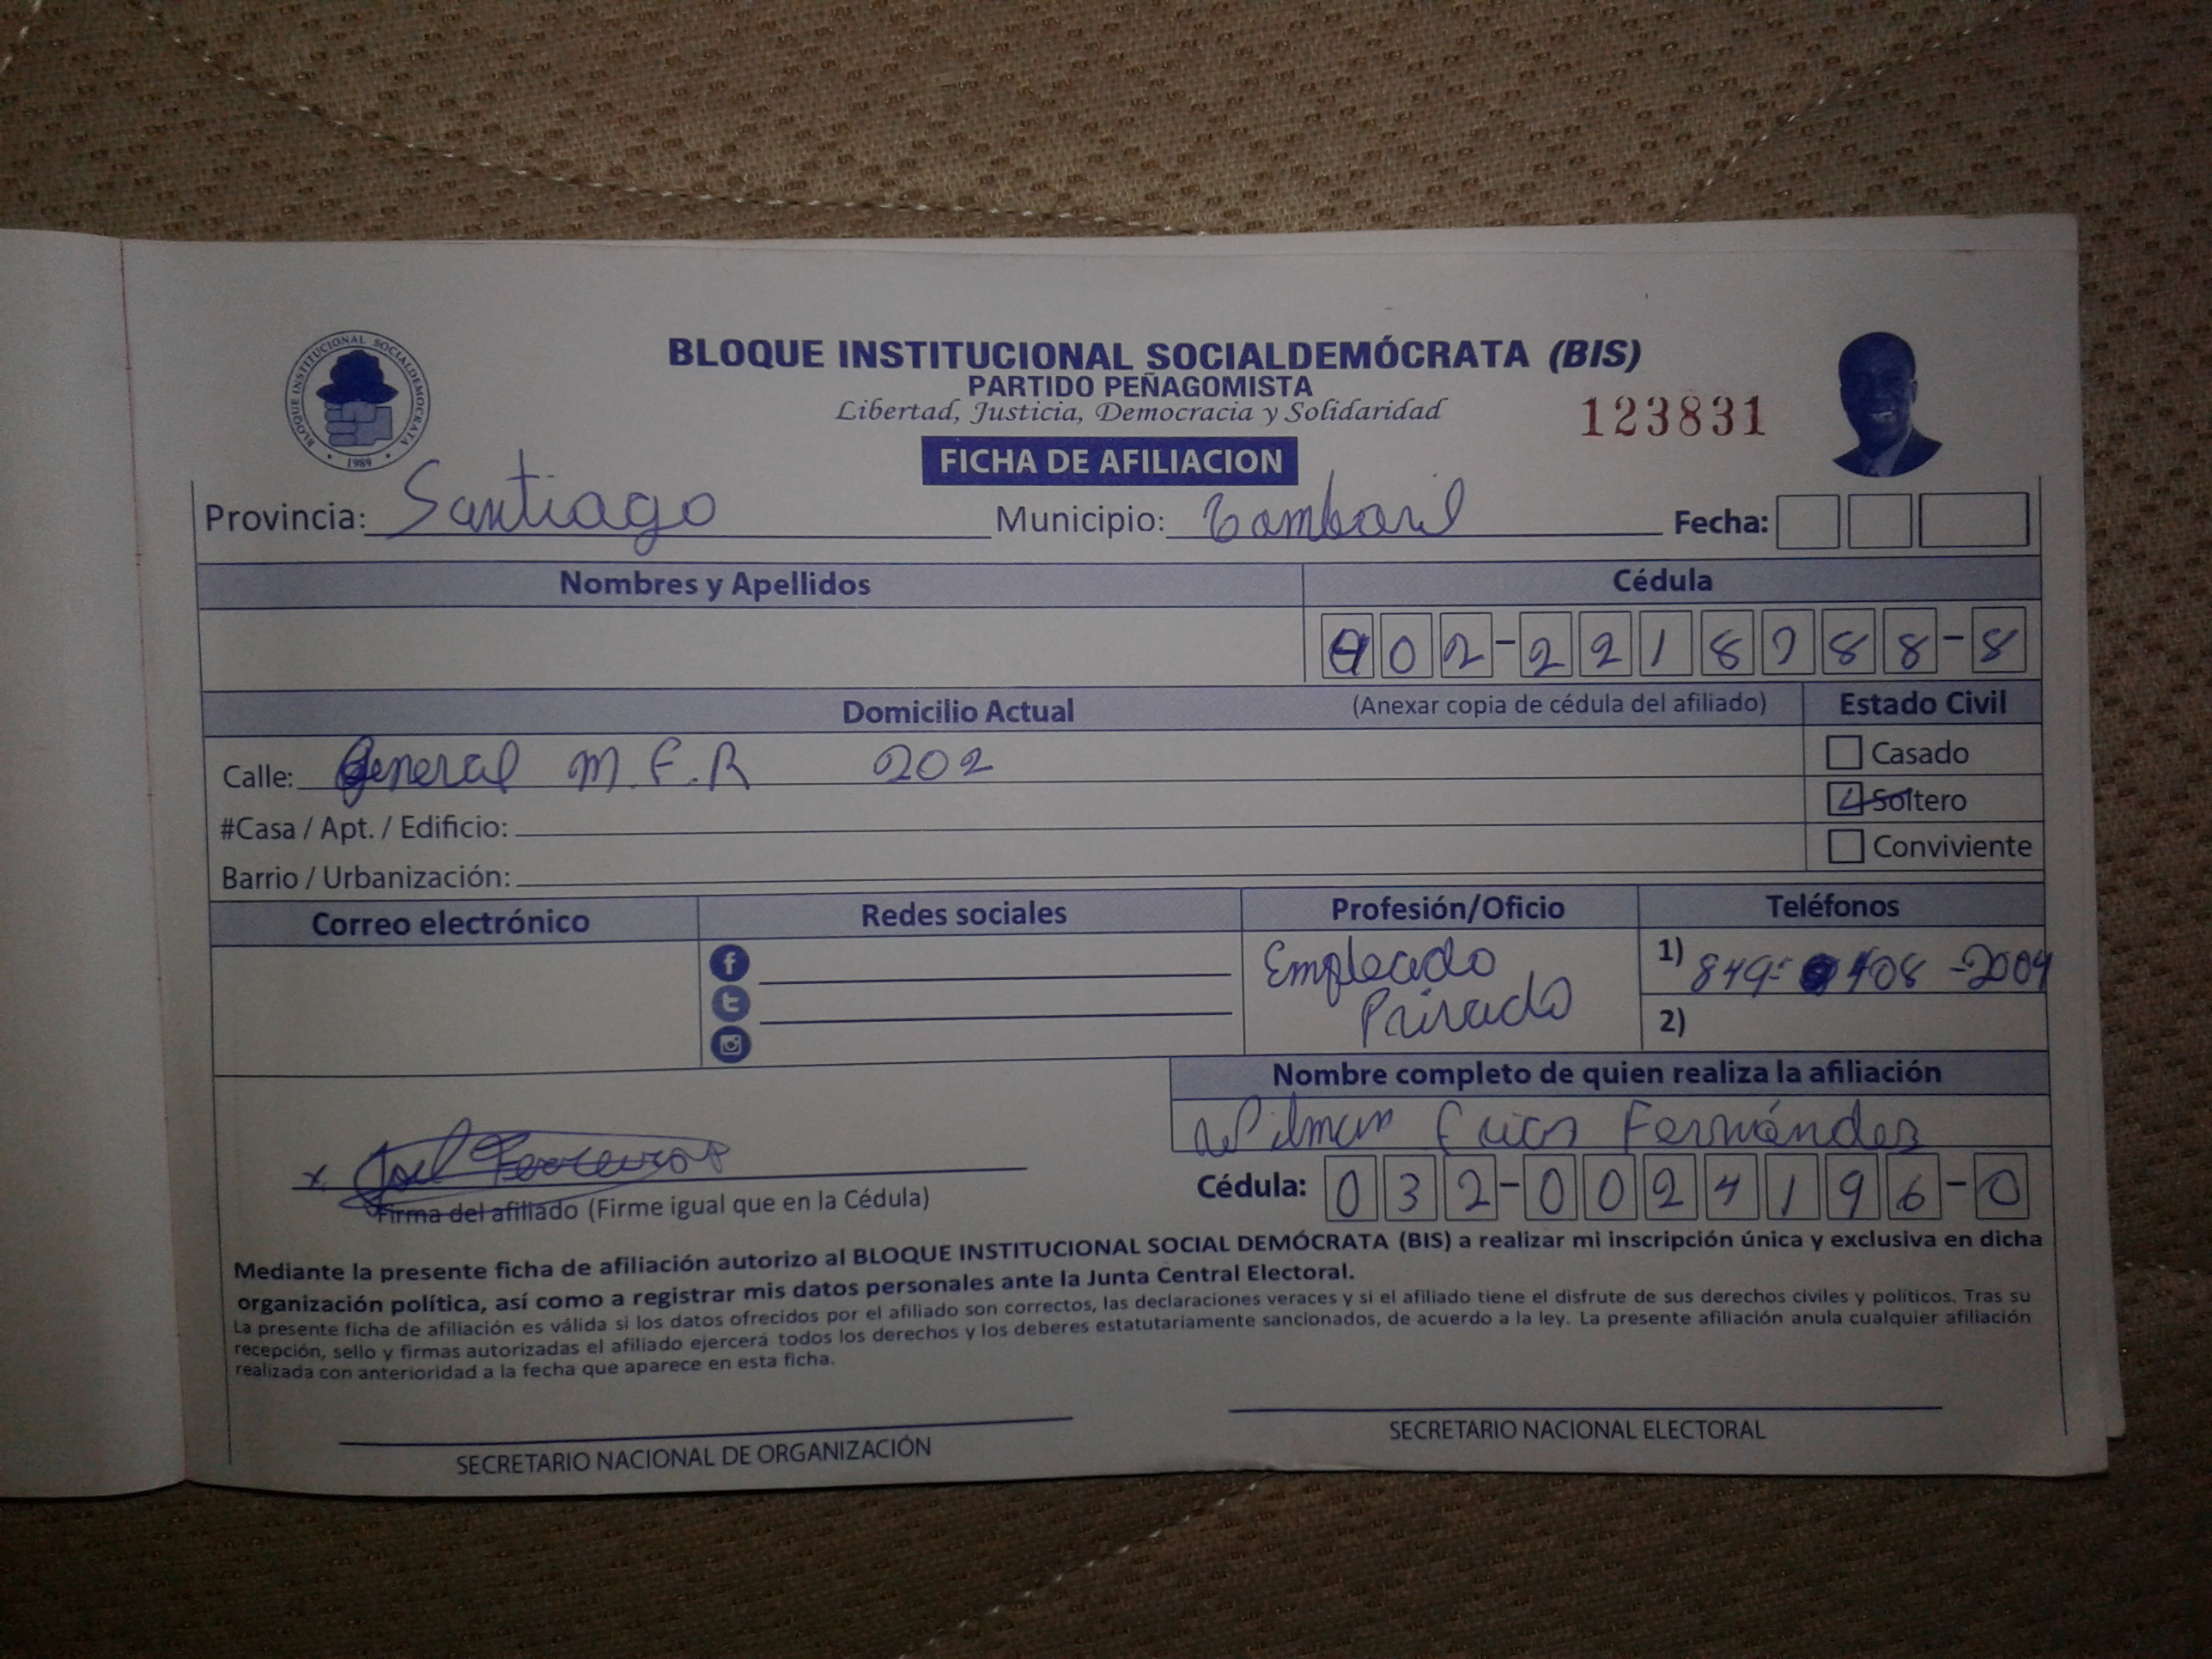 BLOQUE INSTITUCIONAL SOCIALDEMOCRATA
1989
BLOQUE INSTITUCIONAL SOCIALDEMÓCRATA (BIS)
PARTIDO PEÑAGOMISTA
Libertad, Justicia, Democracia y Solidaridad
123831
FICHA DE AFILIACION
Provincia: Santiago Municipio: Tamboril Fecha:
Nombres y Apellidos Cédula
402-2218788-8
Domicilio Actual (Anexar copia de cédula del afiliado) Estado Civil
Calle: General M.F.R 202
Casado
#Casa / Apt. / Edificio:
Soltero
Barrio / Urbanización:
Conviviente
Correo electrónico Redes sociales Profesión/Oficio Teléfonos
Empleado
Privado
1) 849- 408-2004
2)
Nombre completo de quien realiza la afiliación
Wilman Fernández
x Joel
Firma del afiliado (Firme igual que en la Cédula)
Cédula: 032-0024196-0
Mediante la presente ficha de afiliación autorizo al BLOQUE INSTITUCIONAL SOCIAL DEMÓCRATA (BIS) a realizar mi inscripción única y exclusiva en dicha
organización política, así como a registrar mis datos personales ante la Junta Central Electoral.
La presente ficha de afiliación es válida si los datos ofrecidos por el afiliado son correctos, las declaraciones veraces y si el afiliado tiene el disfrute de sus derechos civiles y políticos. Tras su
recepción, sello y firmas autorizadas el afiliado ejercerá todos los derechos y los deberes estatutariamente sancionados, de acuerdo a la ley. La presente afiliación anula cualquier afiliación
realizada con anterioridad a la fecha que aparece en esta ficha.
SECRETARIO NACIONAL DE ORGANIZACIÓN
SECRETARIO NACIONAL ELECTORAL